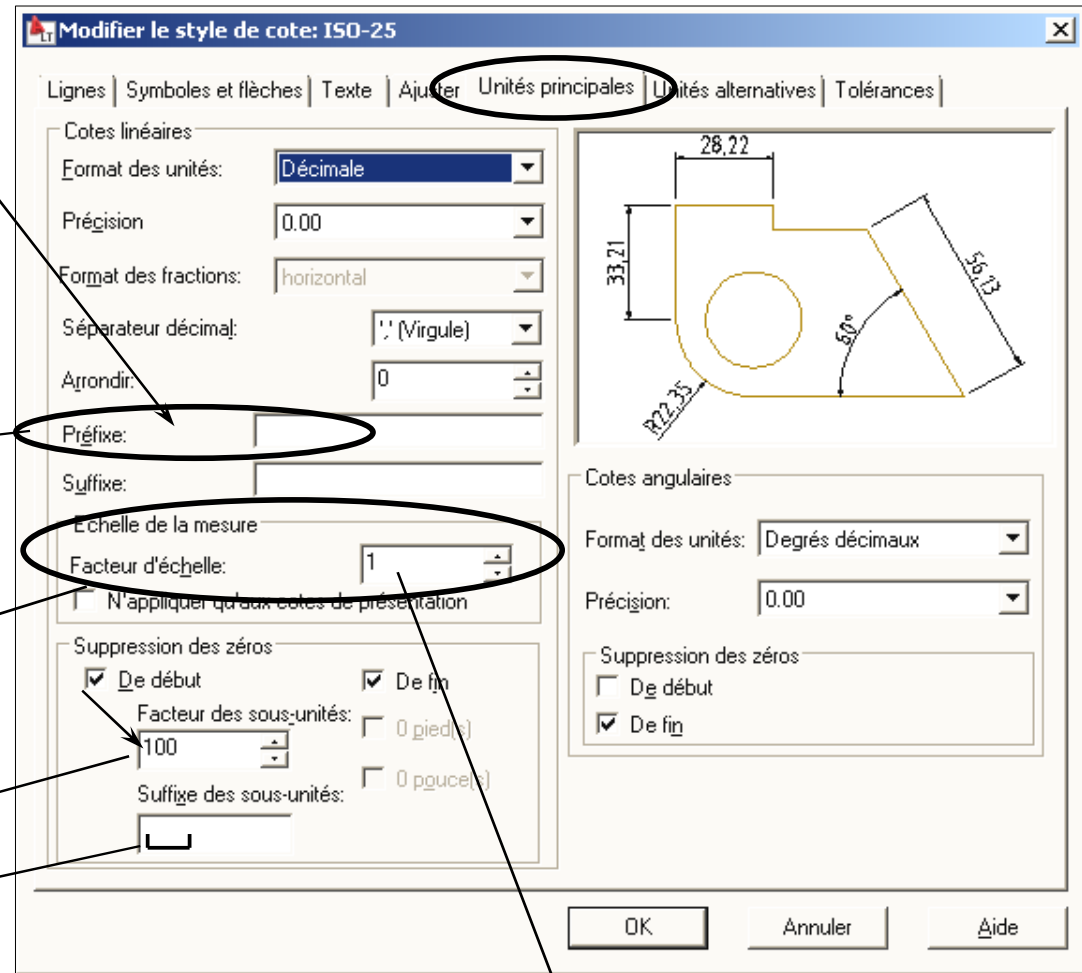 LT Modifier le style de cote: ISO-25
Lignes Symboles et flèches Texte Ajuster Unités principales Unités alternatives Tolérances
Cotes linéaires
Format des unités: Décimale
Précision 0.00
Format des fractions: horizontal
Séparateur décimal: ',' (Virgule)
Arrondir: 0
Préfixe:
Suffixe:
Echelle de la mesure
Facteur d'échelle: 1
N'appliquer qu'aux cotes de présentation
Suppression des zéros
De début De fin
Facteur des sous-unités: 0 pied(s)
100
0 pouce(s)
Suffixe des sous-unités:
28,22
33,21
56,13
60°
R22,35
Cotes angulaires
Format des unités: Degrés décimaux
Précision: 0.00
Suppression des zéros
De début
De fin
OK Annuler Aide